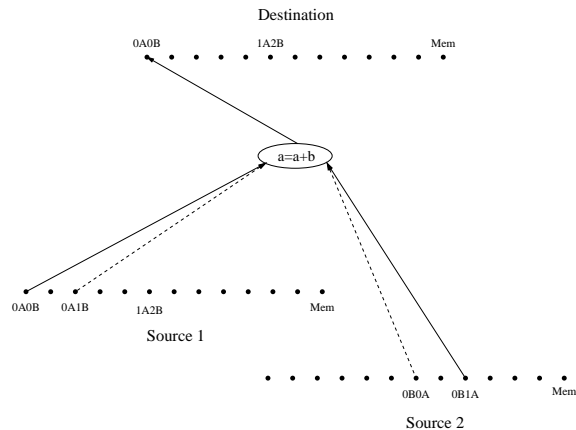 Destination
0A0B 1A2B Mem
a=a+b
0A0B 0A1B 1A2B Mem
Source 1
0B0A 0B1A Mem
Source 2